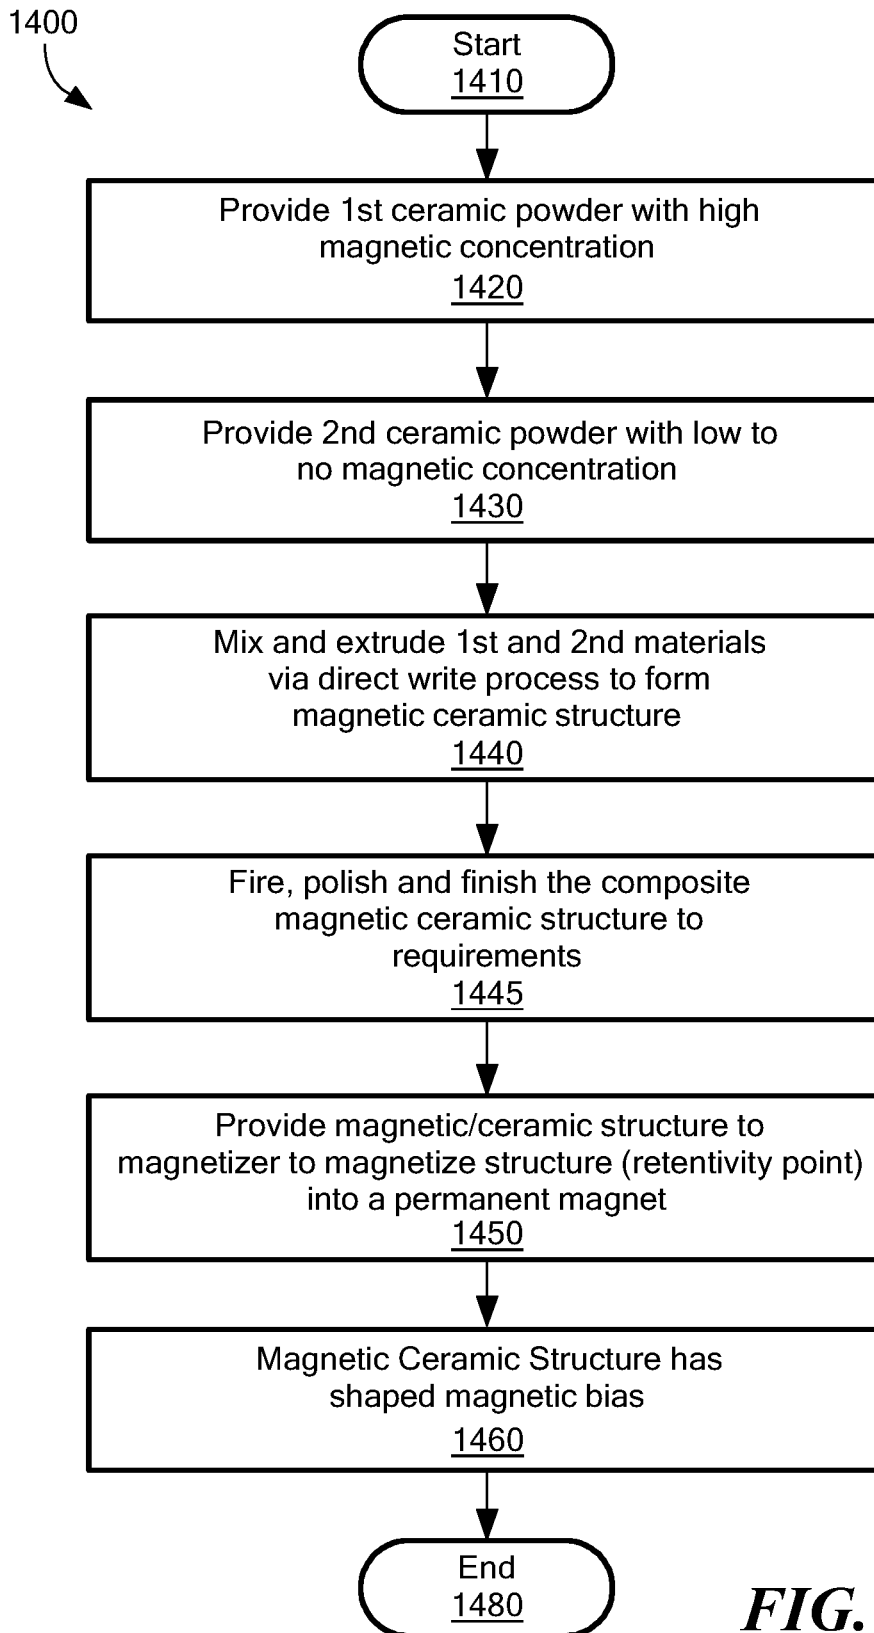 1400
Start
1410
Provide 1st ceramic powder with high
magnetic concentration
1420
Provide 2nd ceramic powder with low to
no magnetic concentration
1430
Mix and extrude 1st and 2nd materials
via direct write process to form
magnetic ceramic structure
1440
Fire, polish and finish the composite
magnetic ceramic structure to
requirements
1445
Provide magnetic/ceramic structure to
magnetizer to magnetize structure (retentivity point)
into a permanent magnet
1450
Magnetic Ceramic Structure has
shaped magnetic bias
1460
End
1480
FIG.